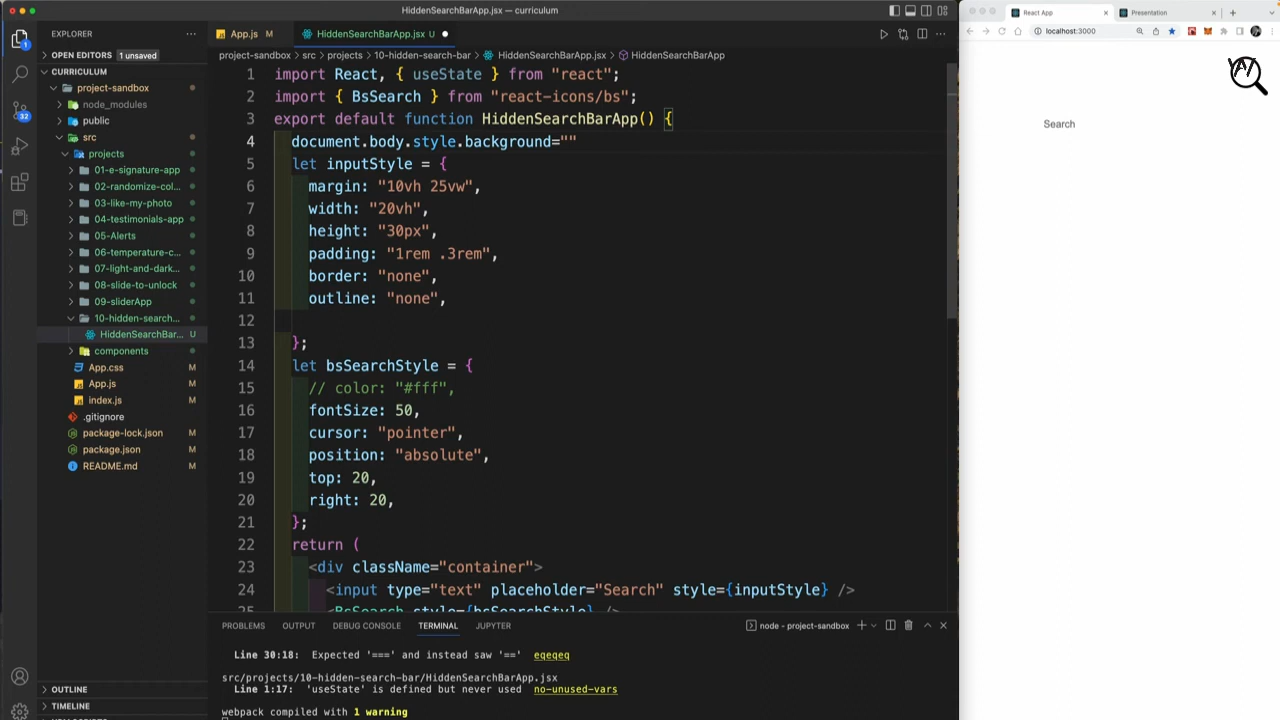 HiddenSearchBarApp.jsx — curriculum
EXPLORER
OPEN EDITORS 1 unsaved
CURRICULUM
project-sandbox
node_modules
public
src
projects
01-e-signature-app
02-randomize-col...
03-like-my-photo
04-testimonials-app
05-Alerts
06-temperature-c...
07-light-and-dark...
08-slide-to-unlock
09-sliderApp
10-hidden-search...
HiddenSearchBar... U
components
App.css M
App.js M
index.js M
.gitignore
package-lock.json M
package.json M
README.md M
OUTLINE
TIMELINE
1
32
App.js M
HiddenSearchBarApp.jsx U
project-sandbox > src > projects > 10-hidden-search-bar > HiddenSearchBarApp.jsx > HiddenSearchBarApp
1 import React, { useState } from "react";
2 import { BsSearch } from "react-icons/bs";
3 export default function HiddenSearchBarApp() {
4 document.body.style.background=""
5 let inputStyle = {
6 margin: "10vh 25vw",
7 width: "20vh",
8 height: "30px",
9 padding: "1rem .3rem",
10 border: "none",
11 outline: "none",
12
13 };
14 let bsSearchStyle = {
15 // color: "#fff",
16 fontSize: 50,
17 cursor: "pointer",
18 position: "absolute",
19 top: 20,
20 right: 20,
21 };
22 return (
23 <div className="container">
24 <input type="text" placeholder="Search" style={inputStyle} />
25 <BsSearch style={bsSearchStyle} />
PROBLEMS OUTPUT DEBUG CONSOLE TERMINAL JUPYTER
node - project-sandbox
Line 30:18: Expected '===' and instead saw '==' eqeqeq
src/projects/10-hidden-search-bar/HiddenSearchBarApp.jsx
Line 1:17: 'useState' is defined but never used no-unused-vars
webpack compiled with 1 warning
React App
Presentation
localhost:3000
Search